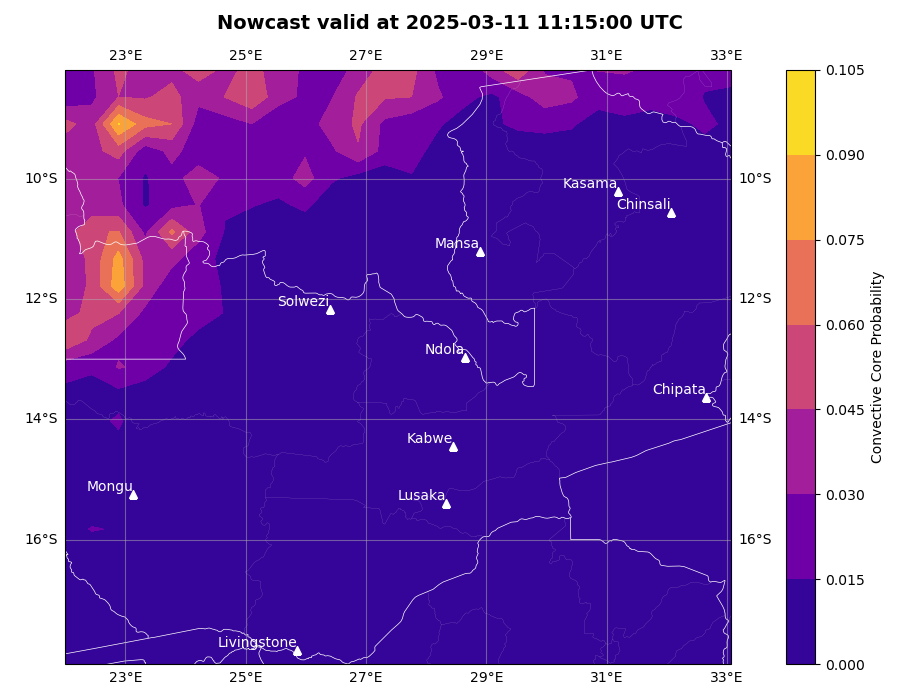 Nowcast valid at 2025-03-11 11:15:00 UTC
23°E 25°E 27°E 29°E 31°E 33°E
0.105
0.090
10°S 10°S
Kasama
Chinsali
Mansa
0.075
12°S 12°S
Solwezi
0.060
Ndola
Convective Core Probability
Chipata
0.045
14°S 14°S
Kabwe
Mongu
Lusaka
0.030
16°S 16°S
0.015
Livingstone
0.000
23°E 25°E 27°E 29°E 31°E 33°E